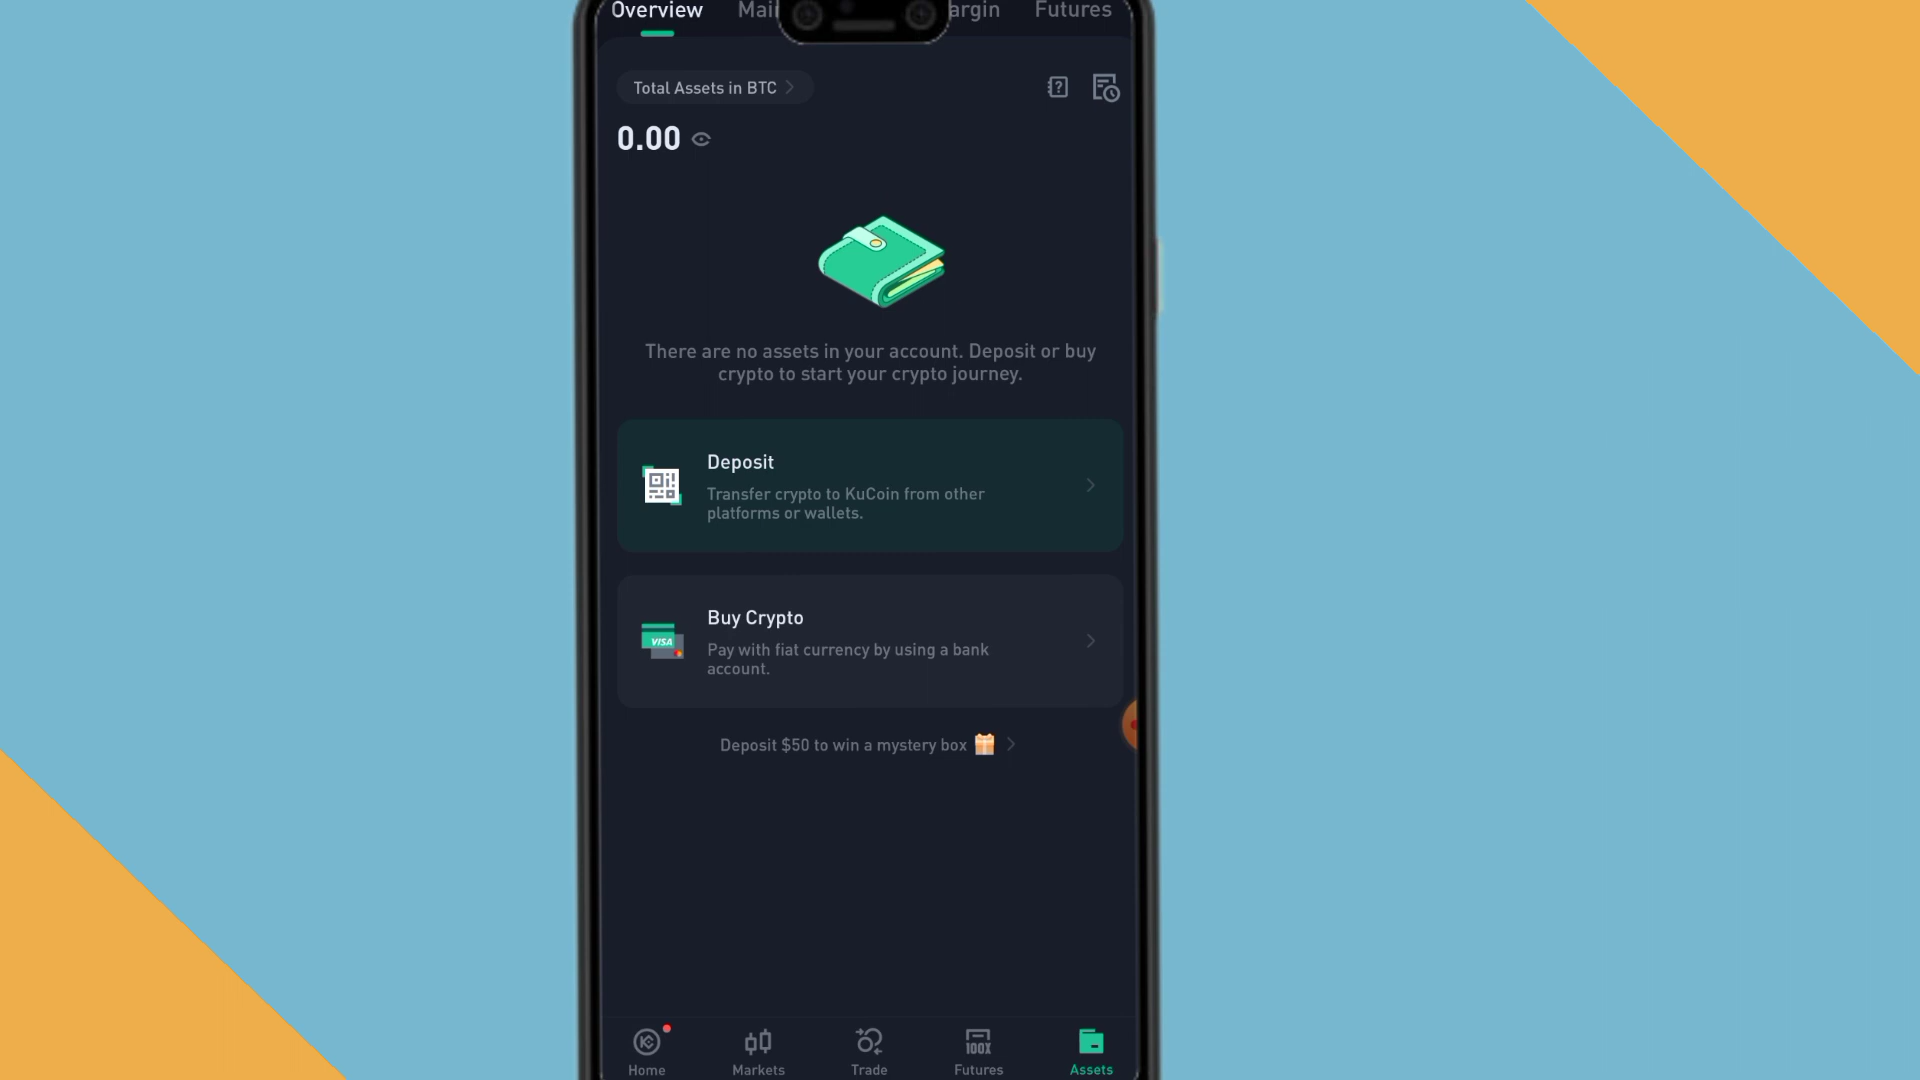 Overview Mai argin Futures
Total Assets in BTC
0.00
There are no assets in your account. Deposit or buy
crypto to start your crypto journey.
Deposit
Transfer crypto to KuCoin from other
platforms or wallets.
VISA
Buy Crypto
Pay with fiat currency by using a bank
account.
Deposit $50 to win a mystery box
100X
Home Markets Trade Futures Assets